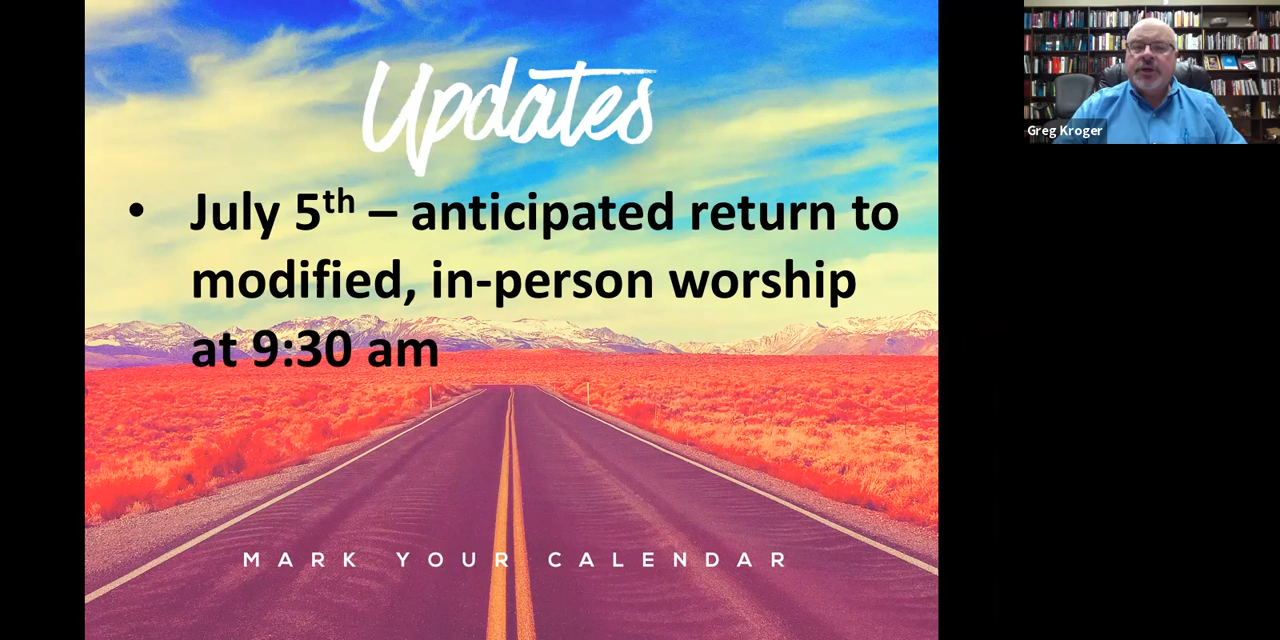 Updates
• July 5th – anticipated return to
modified, in-person worship
at 9:30 am
MARK YOUR CALENDAR
Greg Kroger